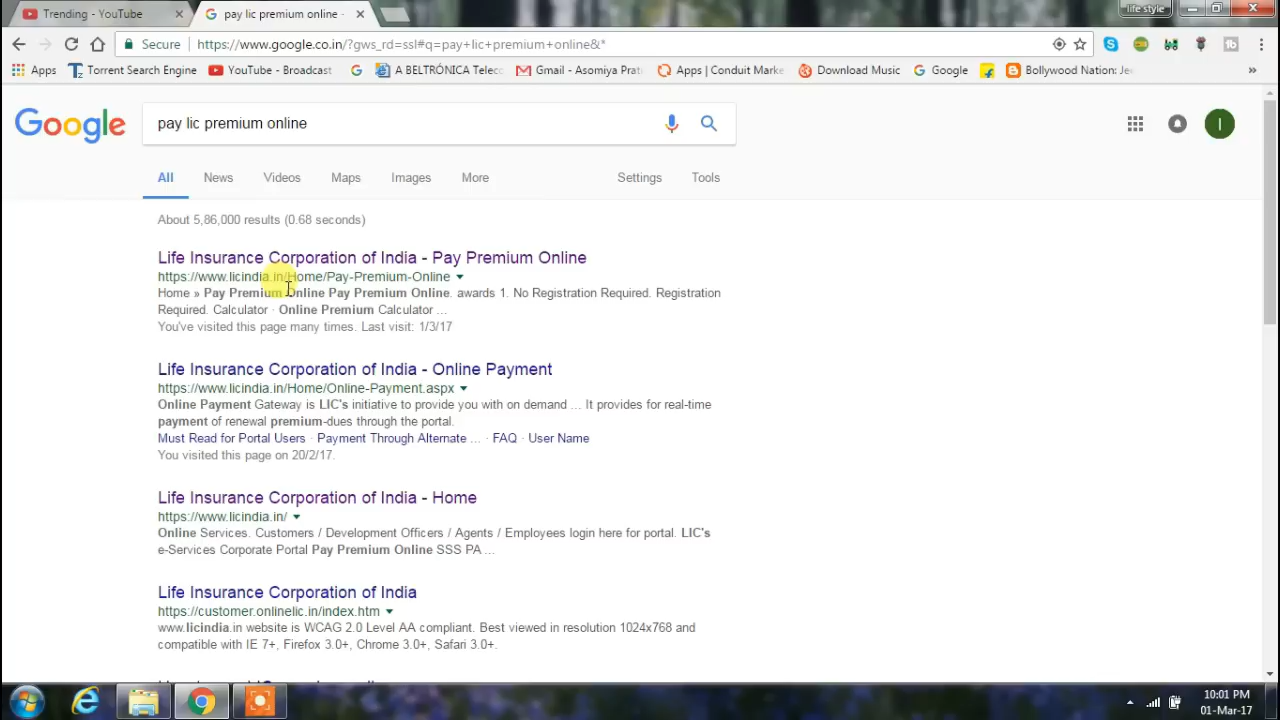 Trending - YouTube
pay lic premium online -
life style
Secure
https://www.google.co.in/?gws_rd=ssl#q=pay+lic+premium+online&*
Apps
Torrent Search Engine
YouTube - Broadcast
A BELTRÓNICA Telecc
Gmail - Asomiya Prati
Apps | Conduit Marke
Download Music
Google
Bollywood Nation: Je
Google
pay lic premium online
All
News
Videos
Maps
Images
More
Settings
Tools
About 5,86,000 results (0.68 seconds)
Life Insurance Corporation of India - Pay Premium Online
https://www.licindia.in/Home/Pay-Premium-Online
Home » Pay Premium Online Pay Premium Online. awards 1. No Registration Required. Registration
Required. Calculator · Online Premium Calculator ...
You've visited this page many times. Last visit: 1/3/17
Life Insurance Corporation of India - Online Payment
https://www.licindia.in/Home/Online-Payment.aspx
Online Payment Gateway is LIC's initiative to provide you with on demand ... It provides for real-time
payment of renewal premium-dues through the portal.
Must Read for Portal Users · Payment Through Alternate ... · FAQ · User Name
You visited this page on 20/2/17.
Life Insurance Corporation of India - Home
https://www.licindia.in/
Online Services. Customers / Development Officers / Agents / Employees login here for portal. LIC's
e-Services Corporate Portal Pay Premium Online SSS PA ...
Life Insurance Corporation of India
https://customer.onlinelic.in/index.htm
www.licindia.in website is WCAG 2.0 Level AA compliant. Best viewed in resolution 1024x768 and
compatible with IE 7+, Firefox 3.0+, Chrome 3.0+, Safari 3.0+.
10:01 PM
01-Mar-17